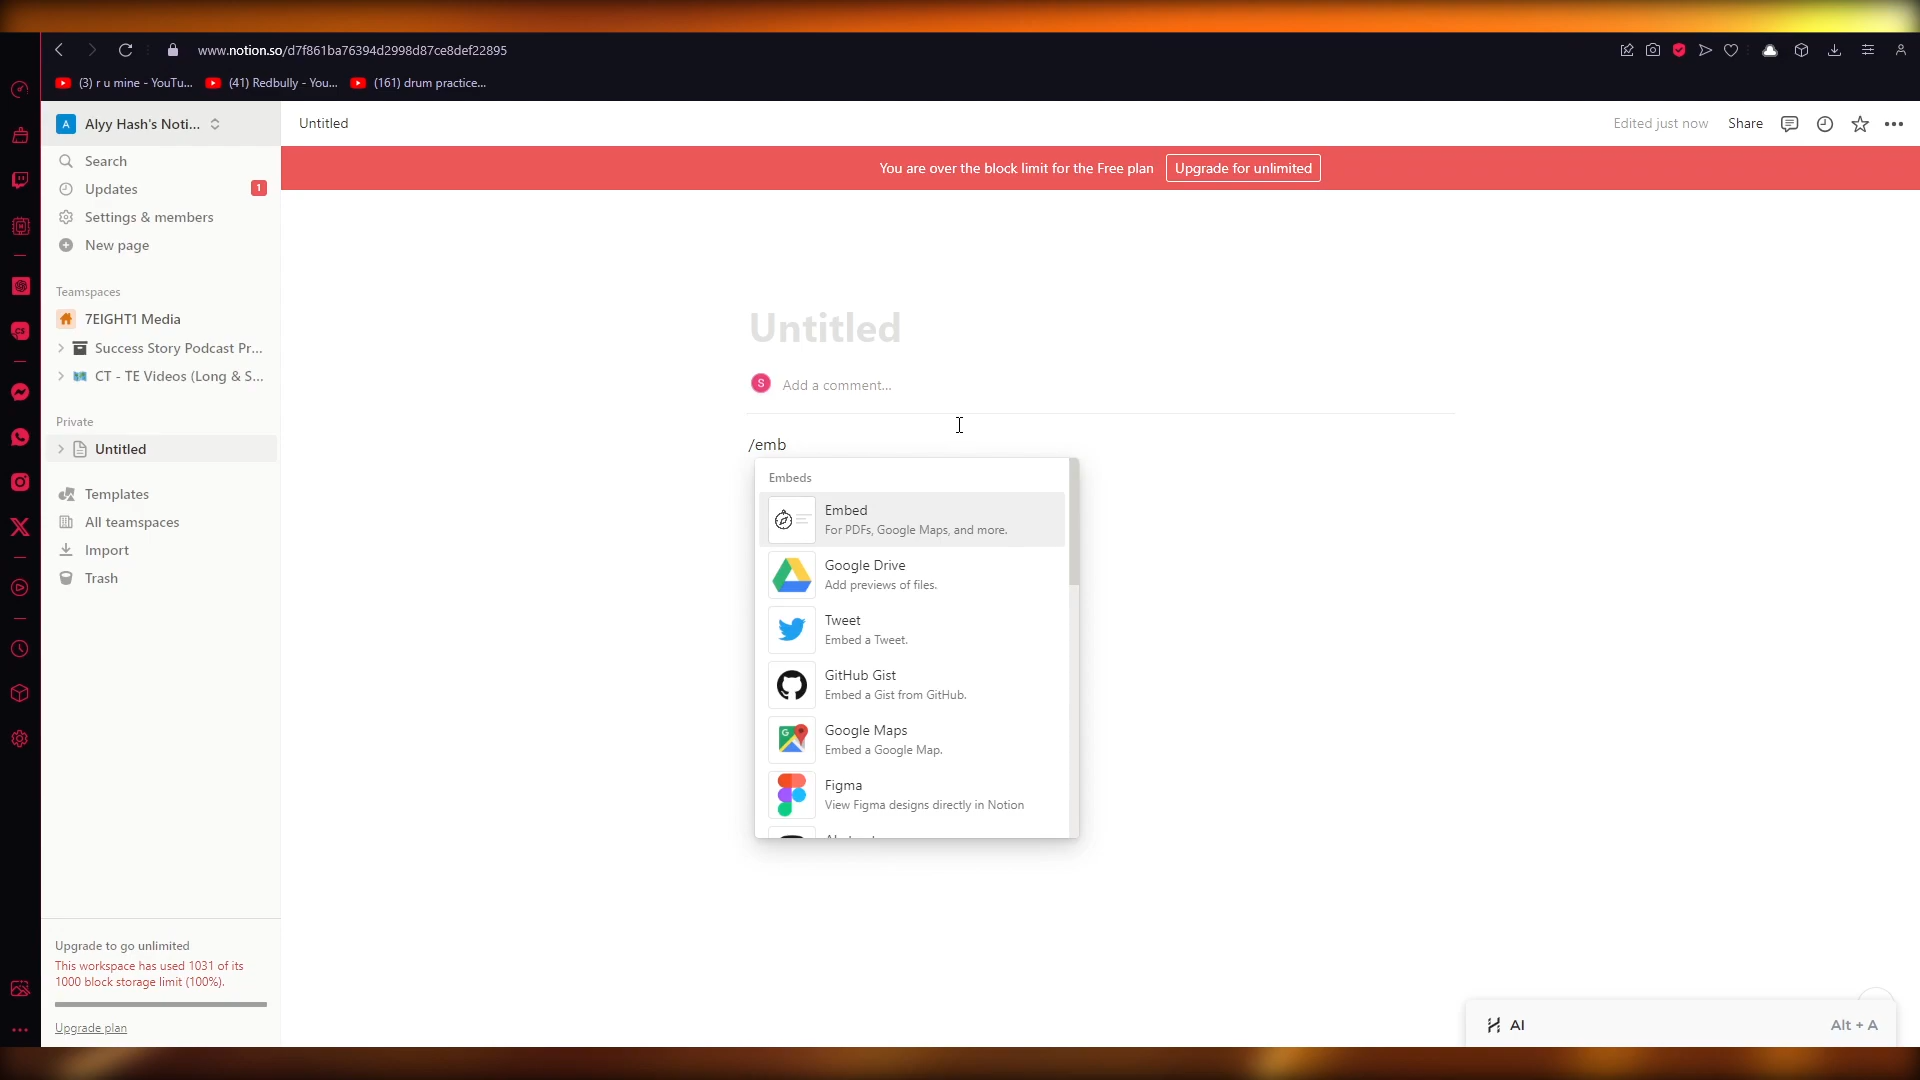 www.notion.so/d7f861ba76394d2998d87ce8def22895
(3) r u mine - YouTu...
(41) Redbully - You...
(161) drum practice...
A
Alyy Hash's Noti...
Untitled
Edited just now
Share
Search
Updates
1
Settings & members
New page
You are over the block limit for the Free plan
Upgrade for unlimited
Teamspaces
7EIGHT1 Media
Success Story Podcast Pr...
CT - TE Videos (Long & S...
Private
Untitled
Templates
All teamspaces
Import
Trash
Untitled
S
Add a comment...
/emb
Embeds
Embed
For PDFs, Google Maps, and more.
Google Drive
Add previews of files.
Tweet
Embed a Tweet.
GitHub Gist
Embed a Gist from GitHub.
Google Maps
Embed a Google Map.
Figma
View Figma designs directly in Notion
Upgrade to go unlimited
This workspace has used 1031 of its
1000 block storage limit (100%).
Upgrade plan
AI
Alt + A